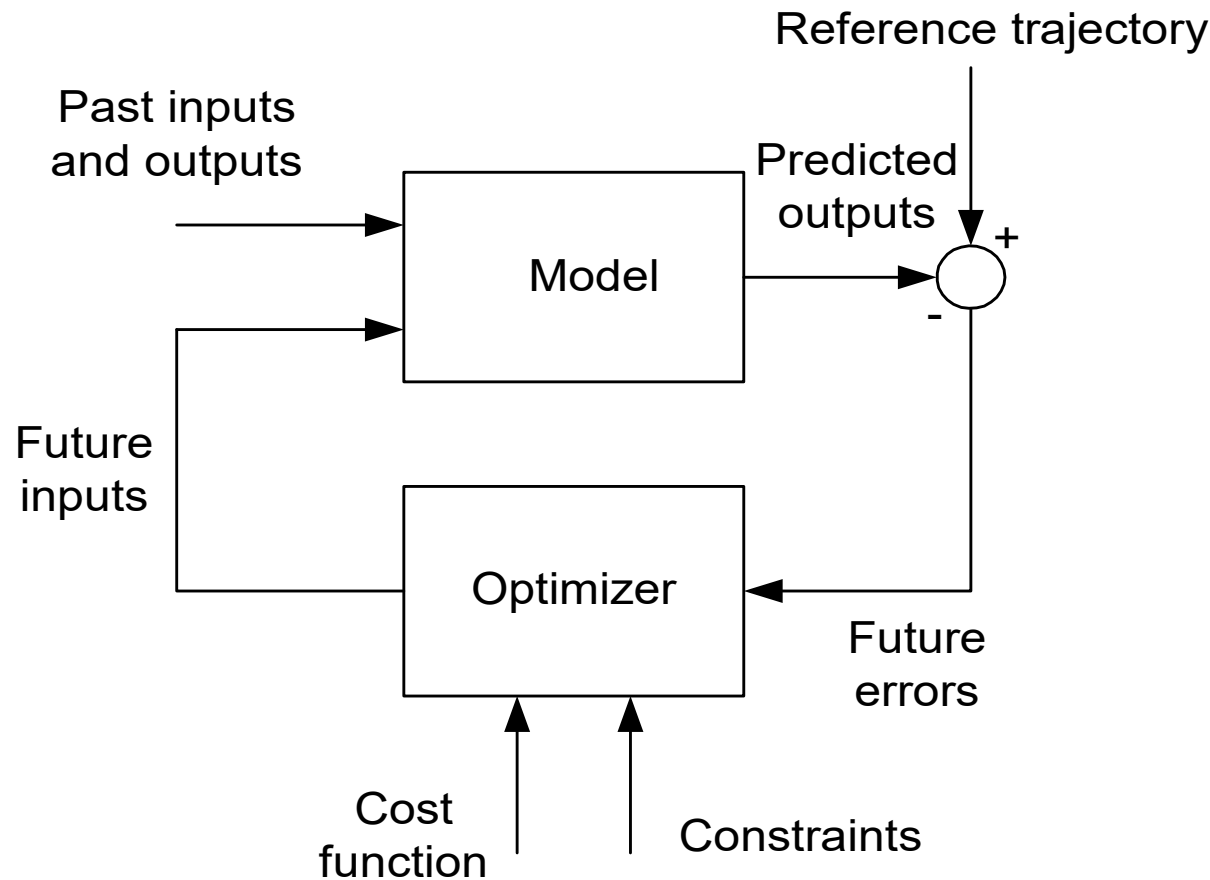 Reference trajectory
Past inputs
and outputs
Predicted
outputs
+
Model
-
Future
inputs
Optimizer
Future
errors
Cost
function
Constraints